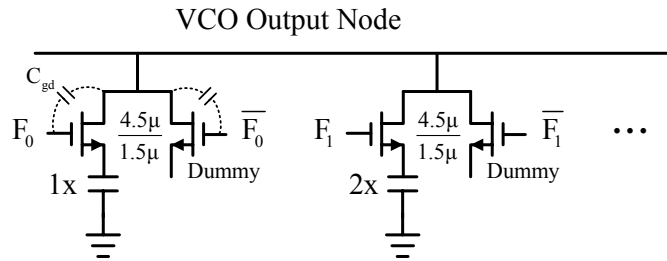 VCO Output Node
C_gd
F_0
4.5µ
1.5µ
F̅_0
Dummy
1x
F_1
4.5µ
1.5µ
F̅_1
Dummy
2x
•••